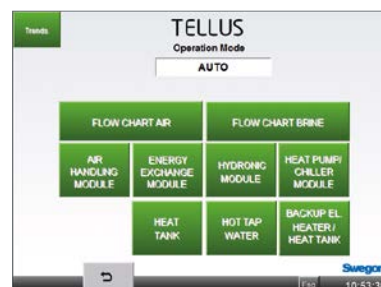 Trends
TELLUS
Operation Mode
AUTO
FLOW CHART AIR
FLOW CHART BRINE
AIR
HANDLING
MODULE
ENERGY
EXCHANGE
MODULE
HYDRONIC
MODULE
HEAT PUMP/
CHILLER
MODULE
HEAT
TANK
HOT TAP
WATER
BACKUP EL.
HEATER /
HEAT TANK
Swegon
Eng